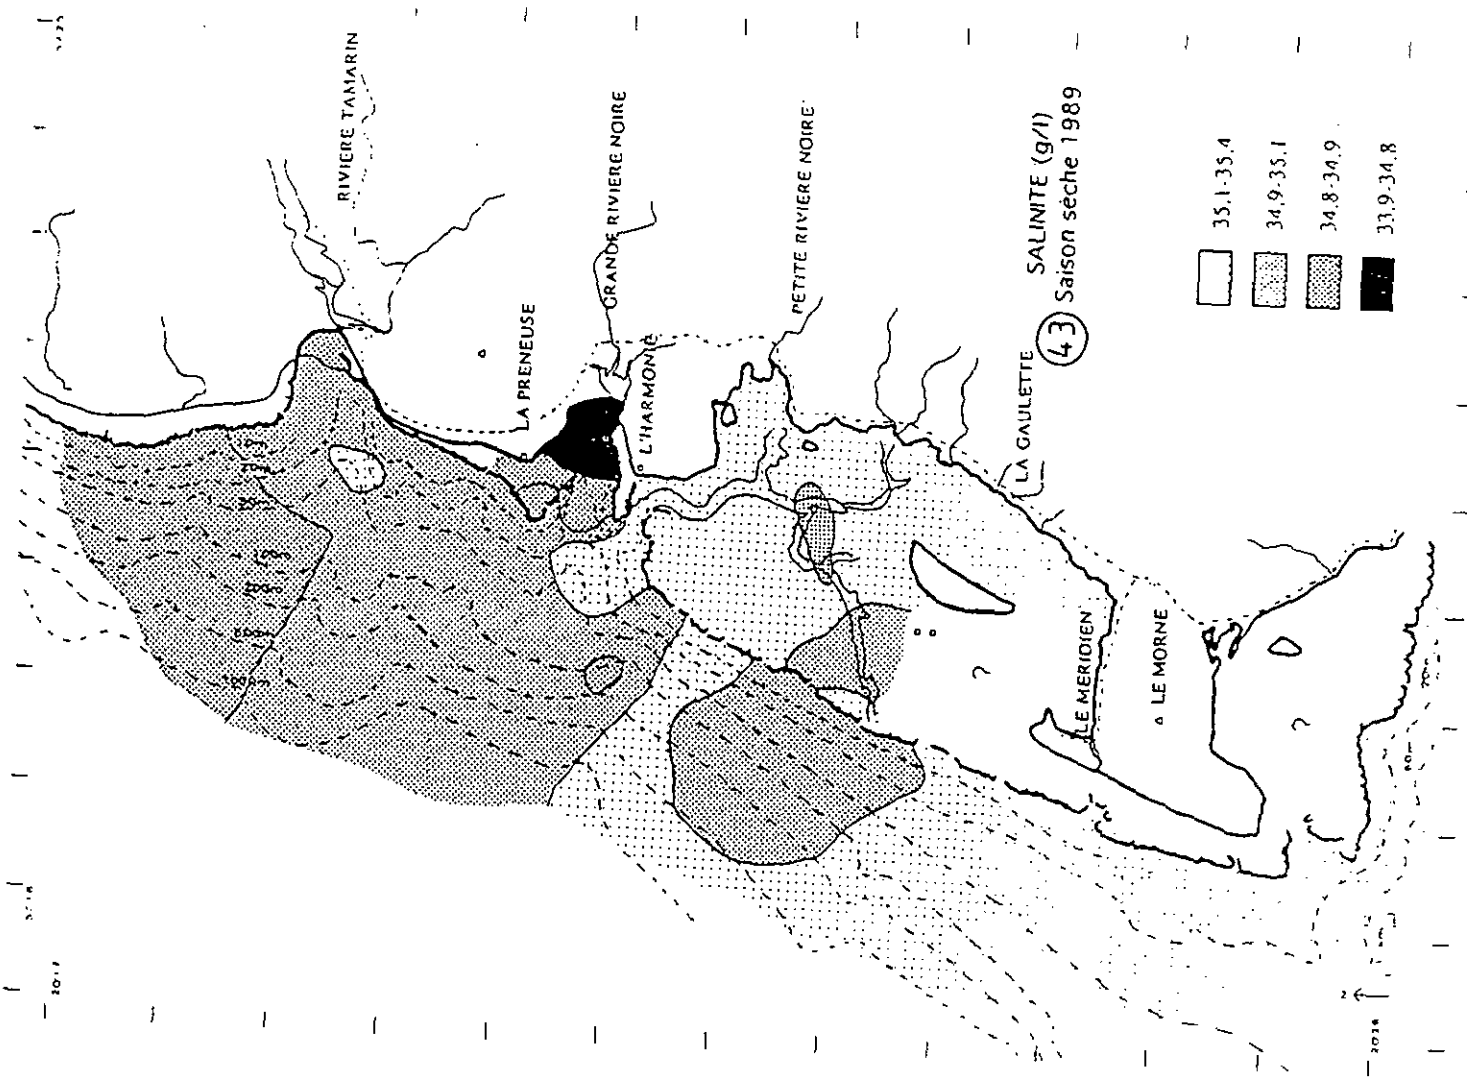 RIVIERE TAMARIN
LA PRENEUSE
GRANDE RIVIERE NOIRE
L'HARMONIE
PETITE RIVIERE NOIRE
LA GAULETTE
LE MERIDIEN
LE MORNE
?
?
SALINITE (g/l)
43 Saison sèche 1989
35.1-35.4
34.9-35.1
34.8-34.9
33.9-34.8